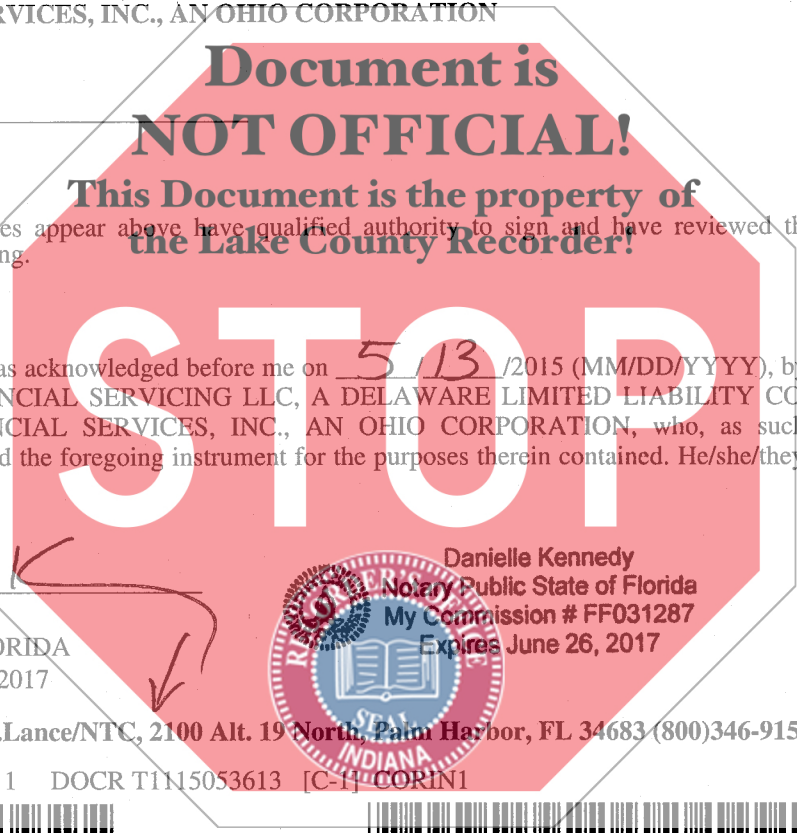 RVICES, INC., AN OHIO CORPORATION
Document is
NOT OFFICIAL!
This Document is the property of
the Lake County Recorder!
es appear above have qualified authority to sign and have reviewed th
ng.
STOP
as acknowledged before me on 5 / 13 /2015 (MM/DD/YYYY), by
NCIAL SERVICING LLC, A DELAWARE LIMITED LIABILITY CO
NCIAL SERVICES, INC., AN OHIO CORPORATION, who, as such
d the foregoing instrument for the purposes therein contained. He/she/they
Danielle Kennedy
Notary Public State of Florida
My Commission # FF031287
Expires June 26, 2017
RECORDER'S OFFICE
SEAL
INDIANA
ORIDA
2017
.Lance/NTC, 2100 Alt. 19 North, Palm Harbor, FL 34683 (800)346-915
1 DOCR T1115053613 [C-1] CORIN1